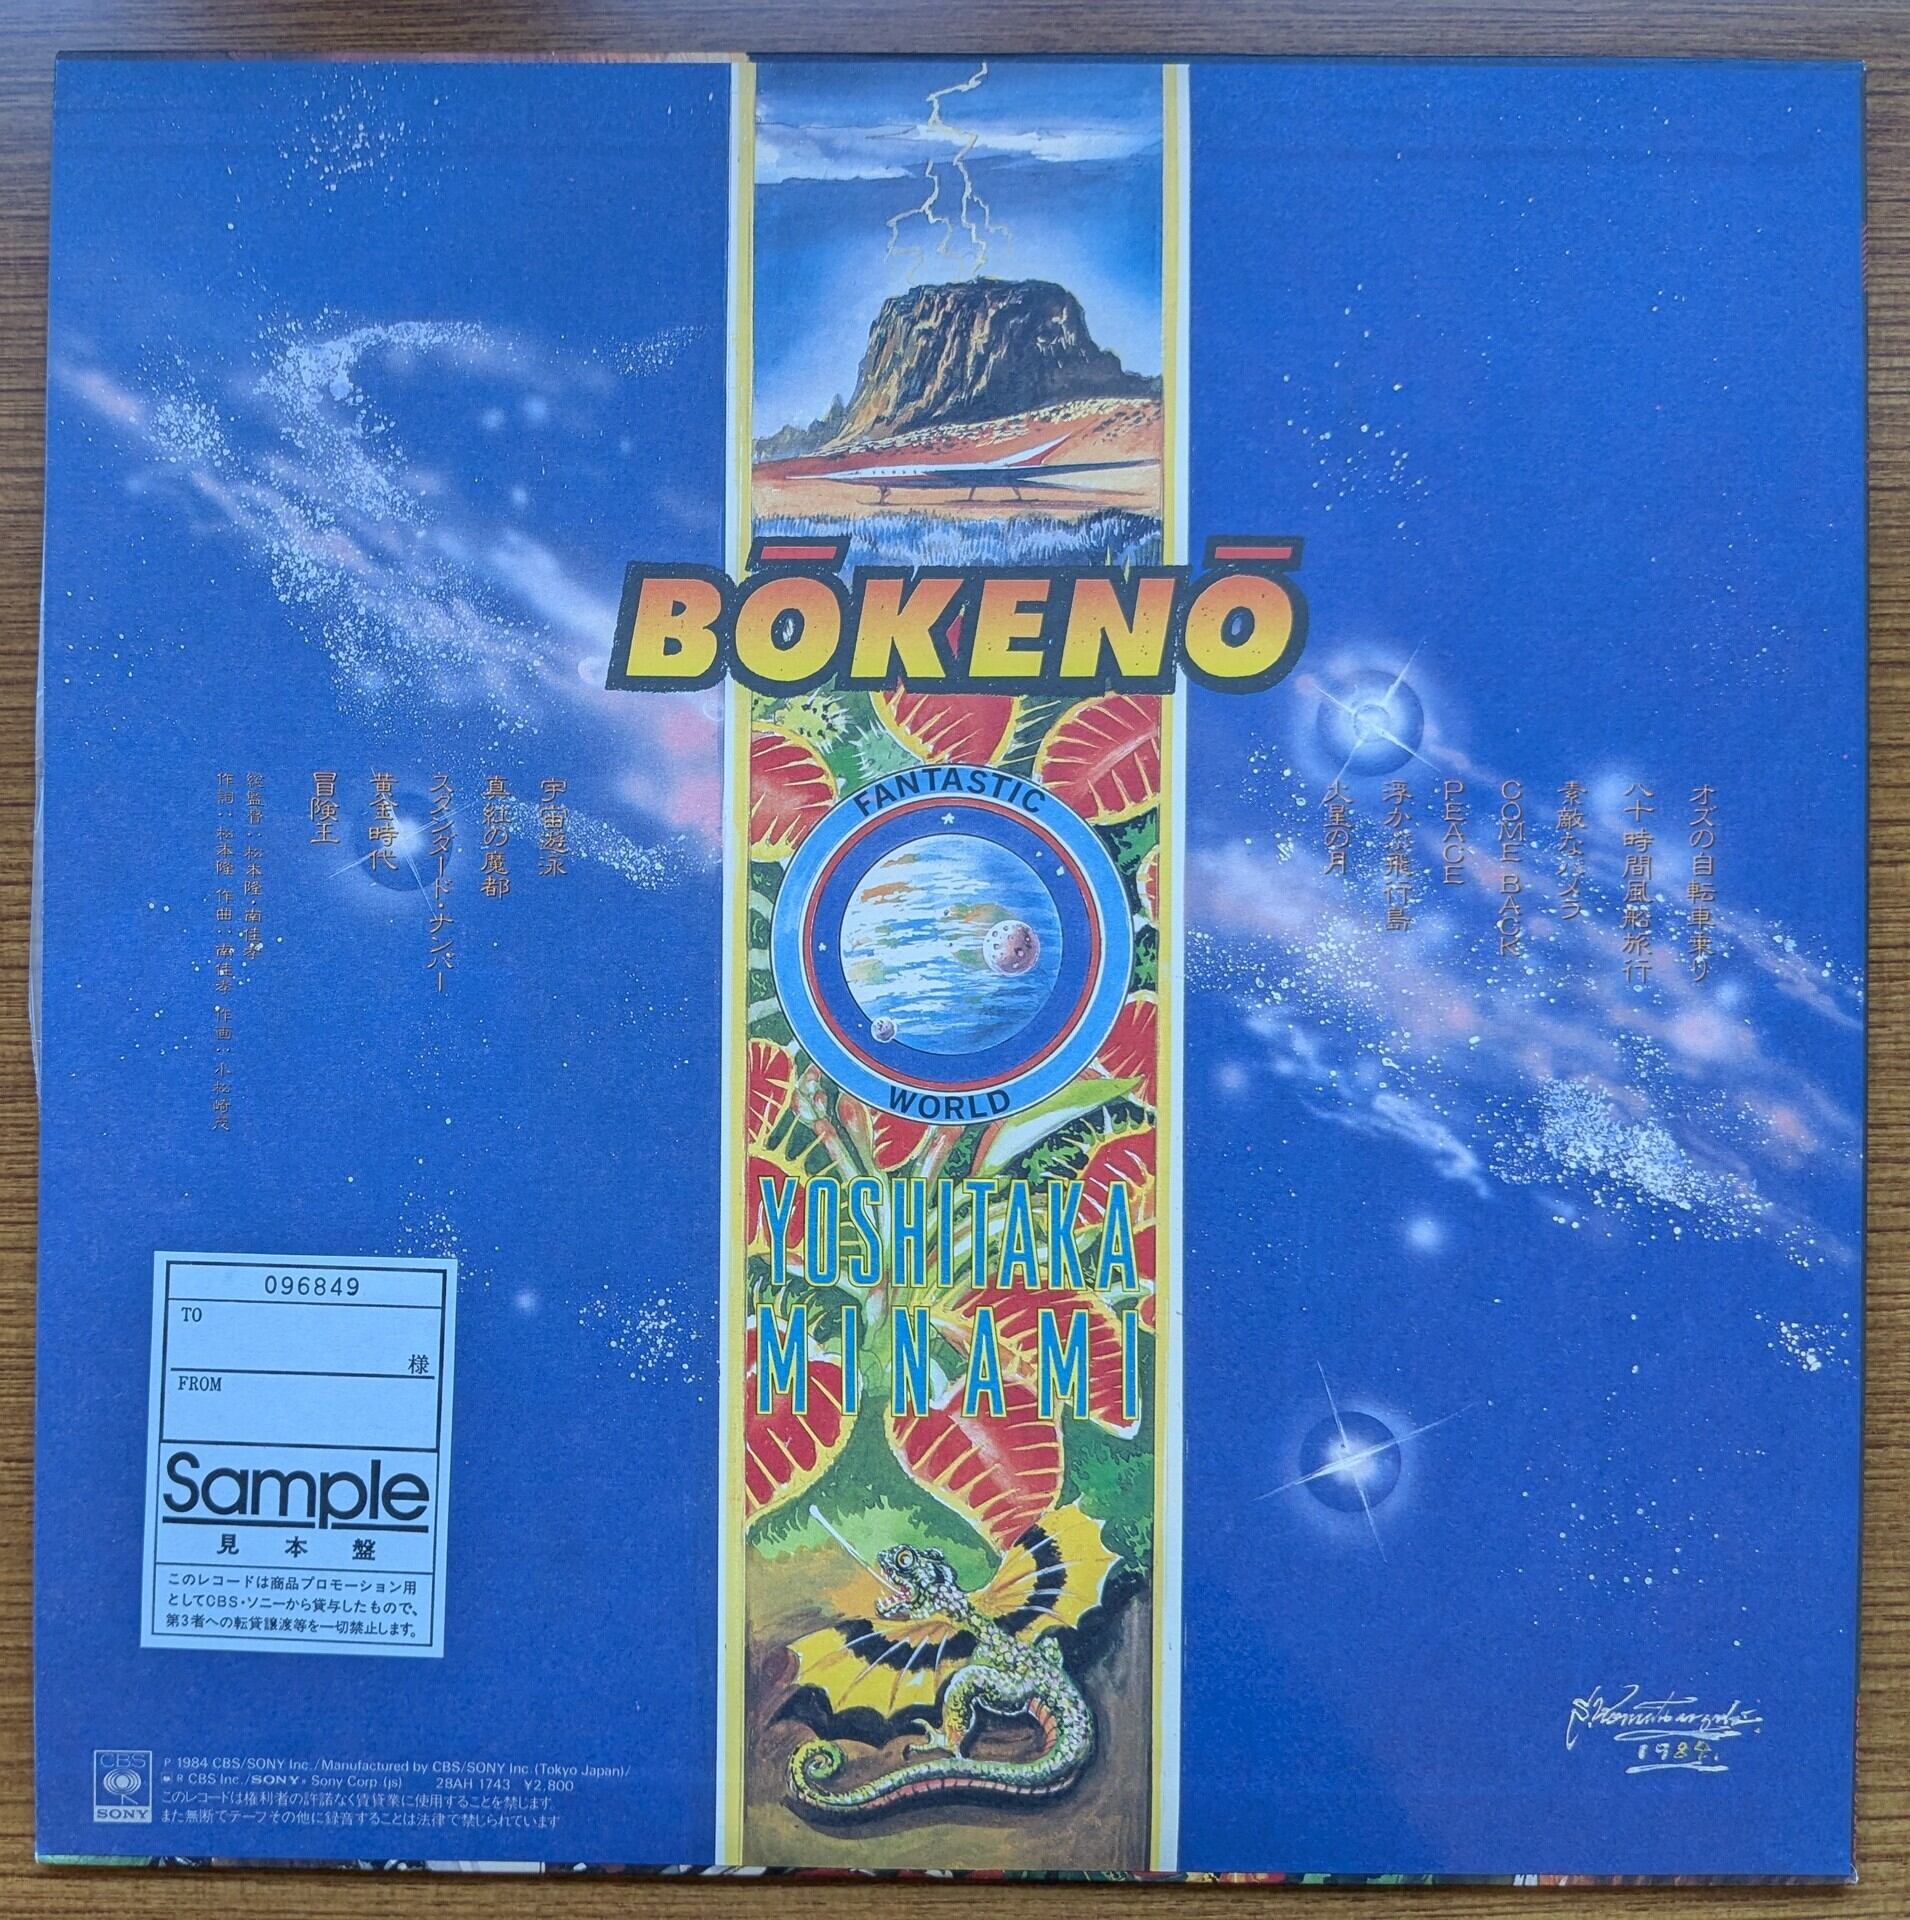 BŌKENŌ
FANTASTIC
WORLD
YOSHITAKA
MINAMI
オズの自転車乗り
八十時間風船旅行
素敵なパメラ
COME BACK
PEACE
浮かぶ飛行島
火星の月
宇宙遊泳
真紅の魔都
スタンダード・ナンバー
黄金時代
冒険王
総監督：松本隆・南佳孝
作詞：松本隆 作曲：南佳孝 作画：小松崎茂
096849
TO
様
FROM
Sample
見本盤
このレコードは商品プロモーション用
としてCBS・ソニーから貸与したもので、
第3者への転貸譲渡等を一切禁止します。
CBS
SONY
P 1984 CBS/SONY Inc./Manufactured by CBS/SONY Inc.(Tokyo Japan)/
® CBS Inc./SONY® Sony Corp.(js) 28AH 1743 ¥2,800
このレコードは権利者の許諾なく賃貸業に使用することを禁じます
また無断でテープその他に録音することは法律で禁じられています
1984.